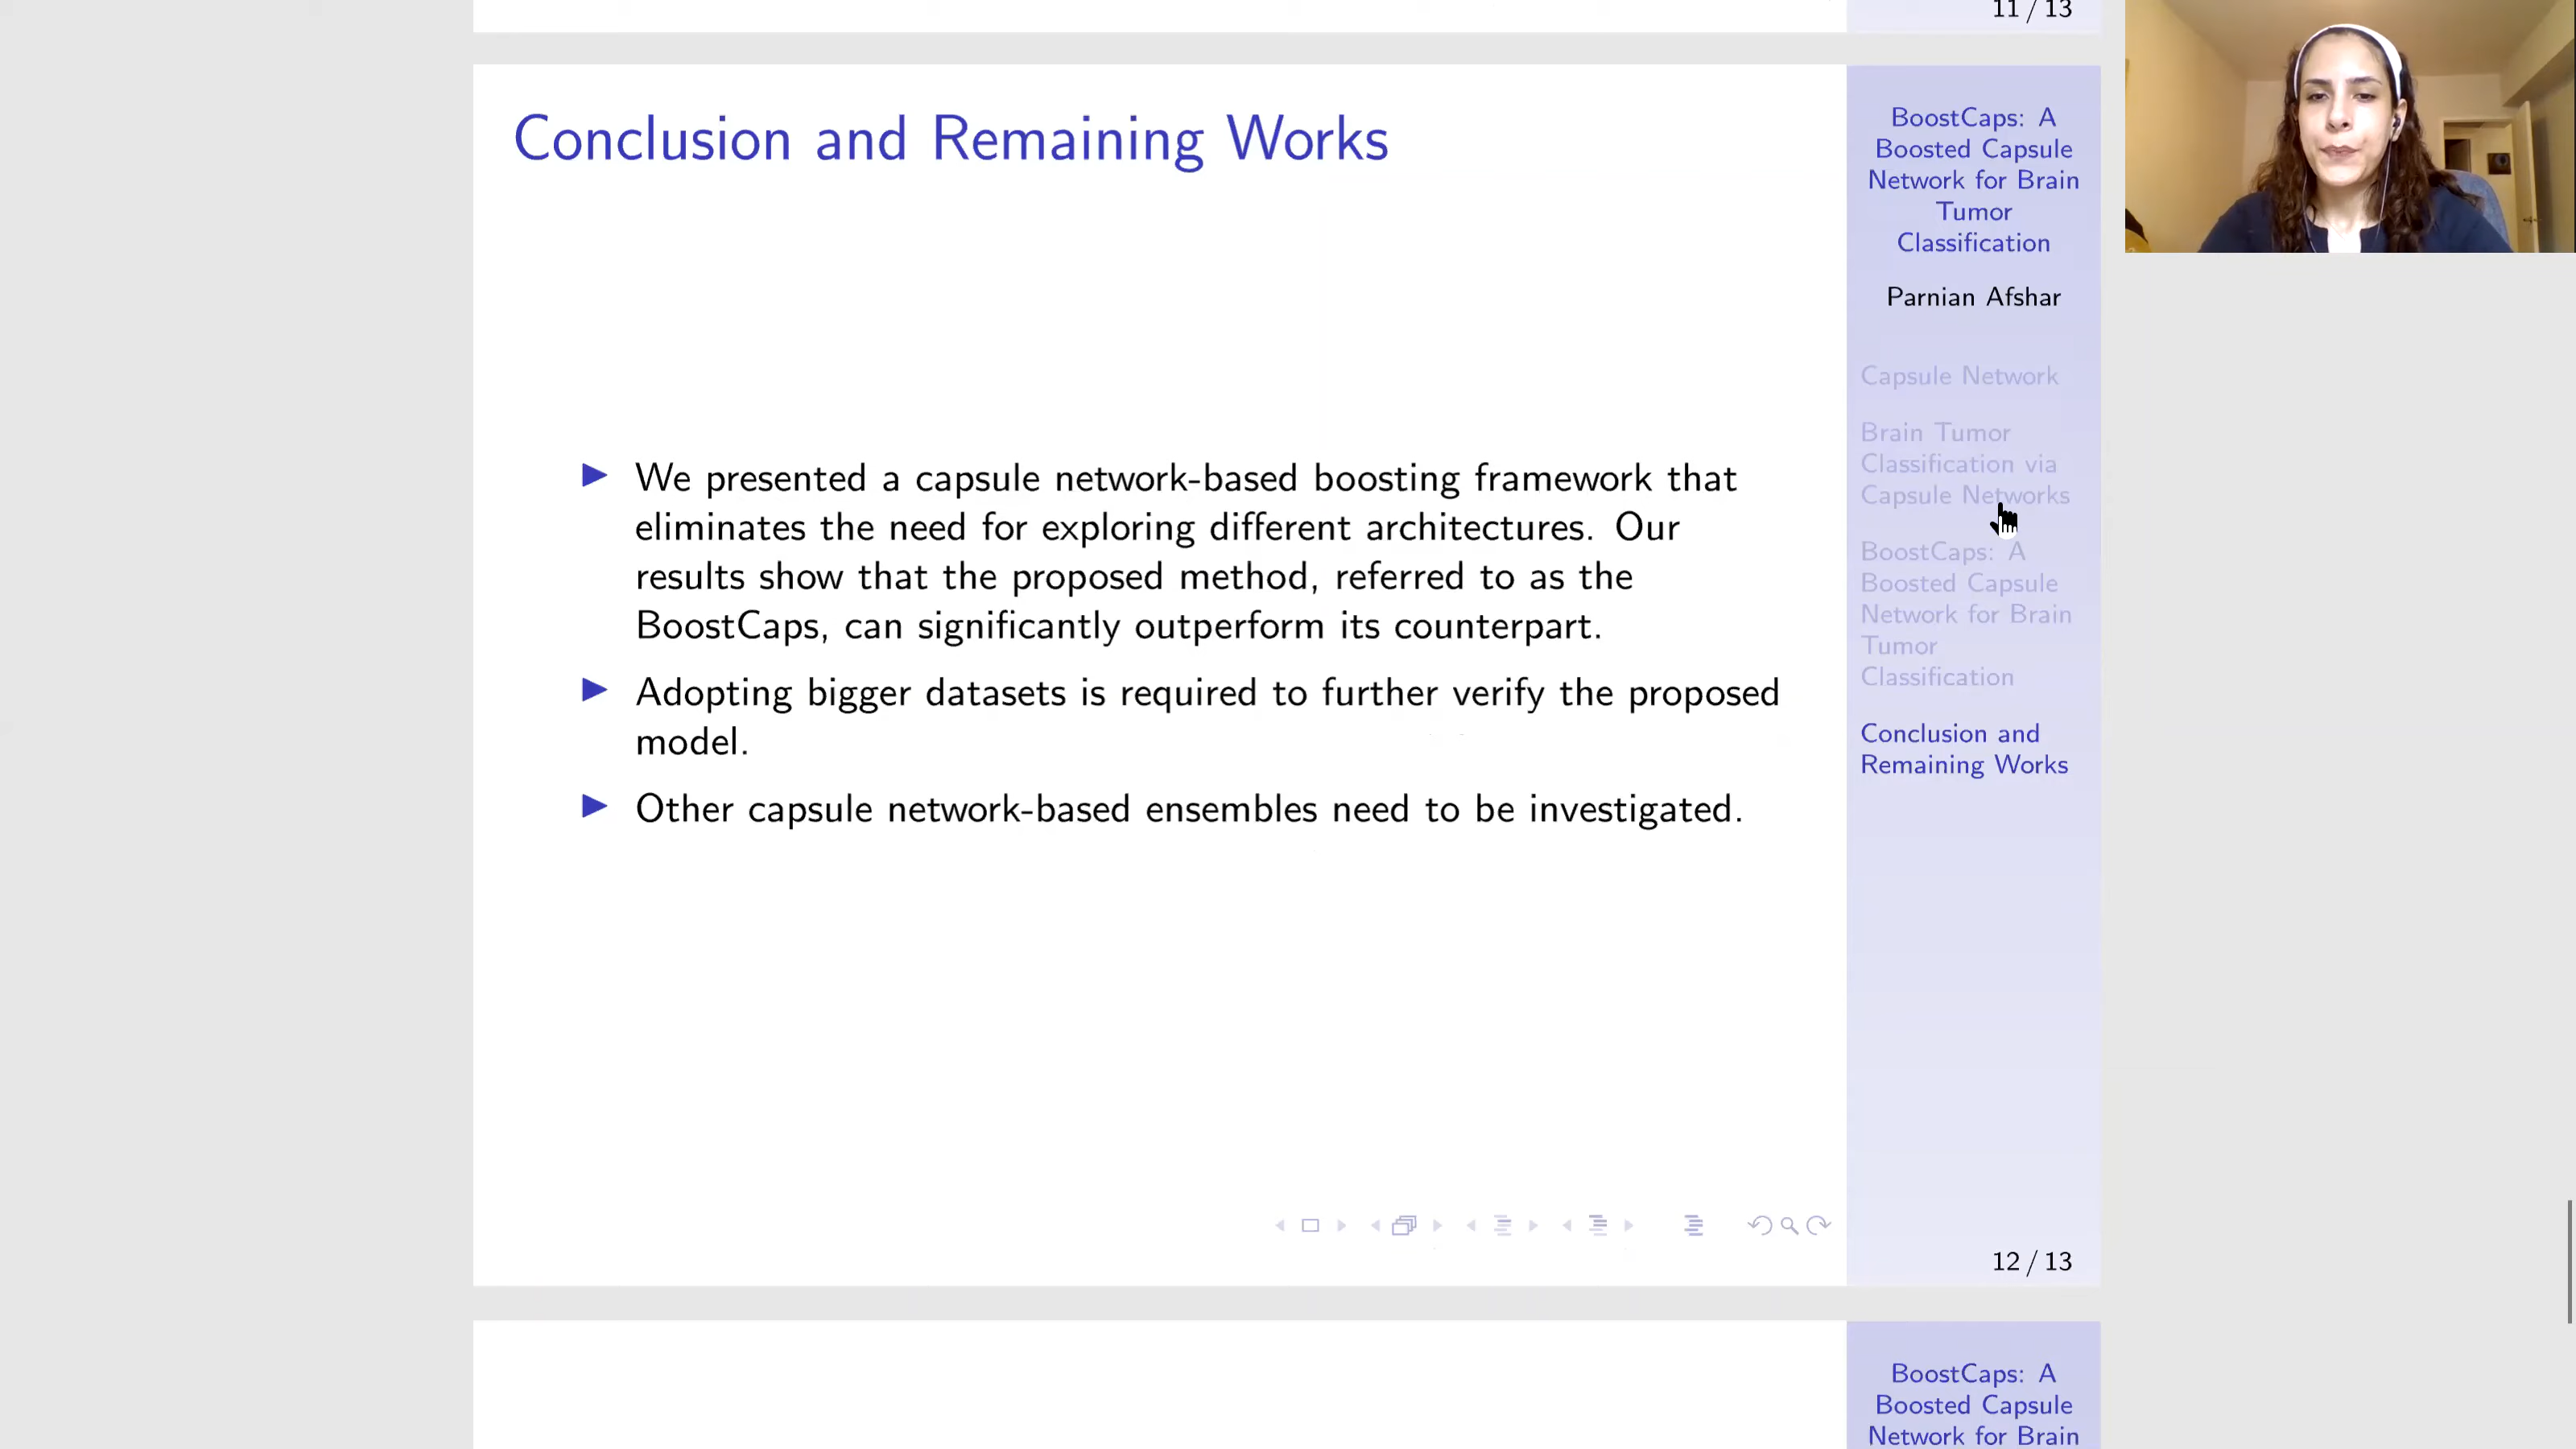 11 / 13
Conclusion and Remaining Works
We presented a capsule network-based boosting framework that
eliminates the need for exploring different architectures. Our
results show that the proposed method, referred to as the
BoostCaps, can significantly outperform its counterpart.
Adopting bigger datasets is required to further verify the proposed
model.
Other capsule network-based ensembles need to be investigated.
BoostCaps: A
Boosted Capsule
Network for Brain
Tumor
Classification
Parnian Afshar
Capsule Network
Brain Tumor
Classification via
Capsule Networks
BoostCaps: A
Boosted Capsule
Network for Brain
Tumor
Classification
Conclusion and
Remaining Works
12 / 13
BoostCaps: A
Boosted Capsule
Network for Brain